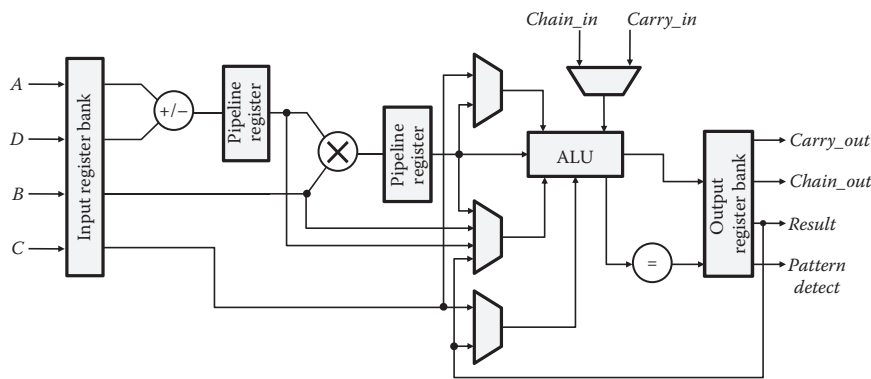 Chain_in
Carry_in
A
D
B
C
Input register bank
+/−
Pipeline
register
×
Pipeline
register
ALU
=
Output
register bank
Carry_out
Chain_out
Result
Pattern
detect